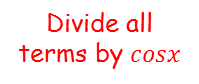 Divide all
terms by cosx